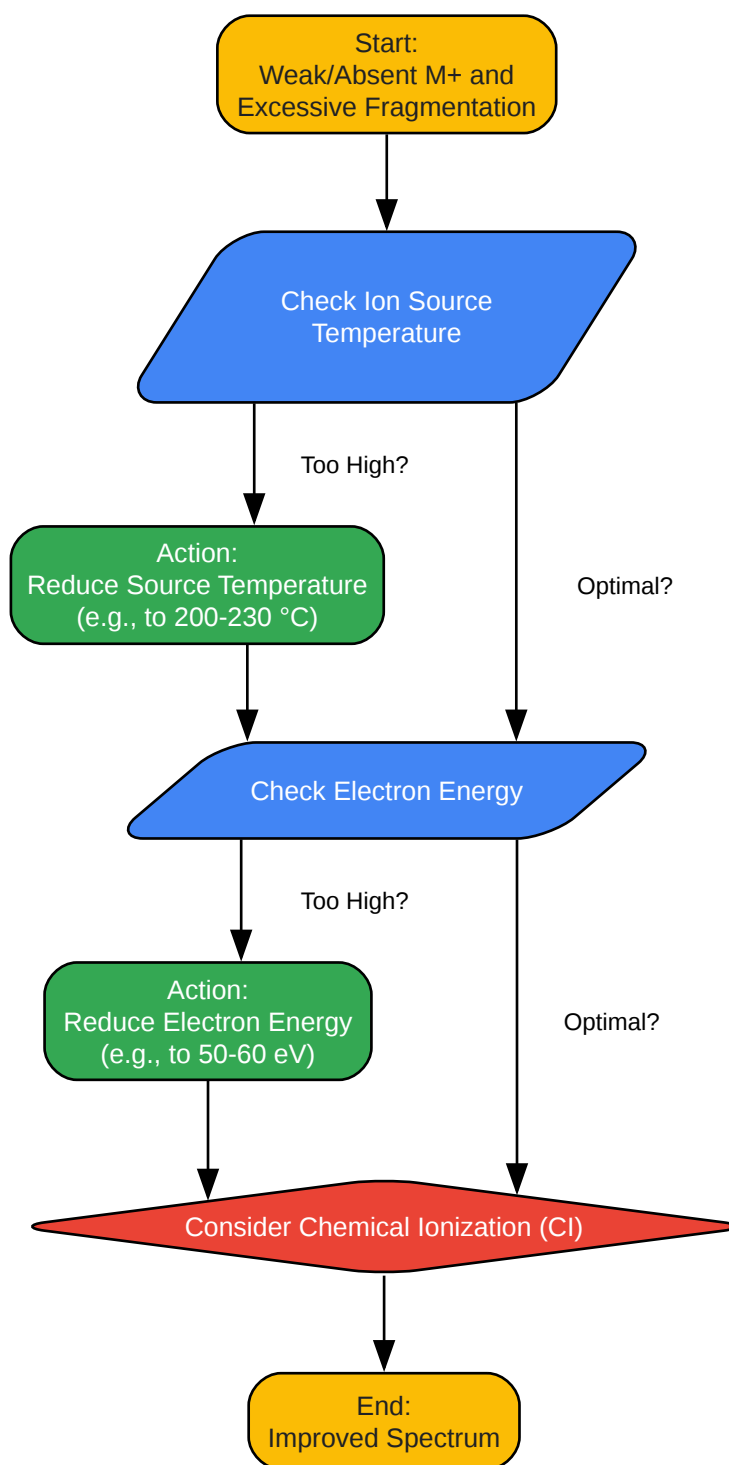 Start:
Weak/Absent M+ and
Excessive Fragmentation
Check Ion Source
Temperature
Too High?
Action:
Reduce Source Temperature
(e.g., to 200-230 °C)
Optimal?
Check Electron Energy
Too High?
Action:
Reduce Electron Energy
(e.g., to 50-60 eV)
Optimal?
Consider Chemical Ionization (CI)
End:
Improved Spectrum